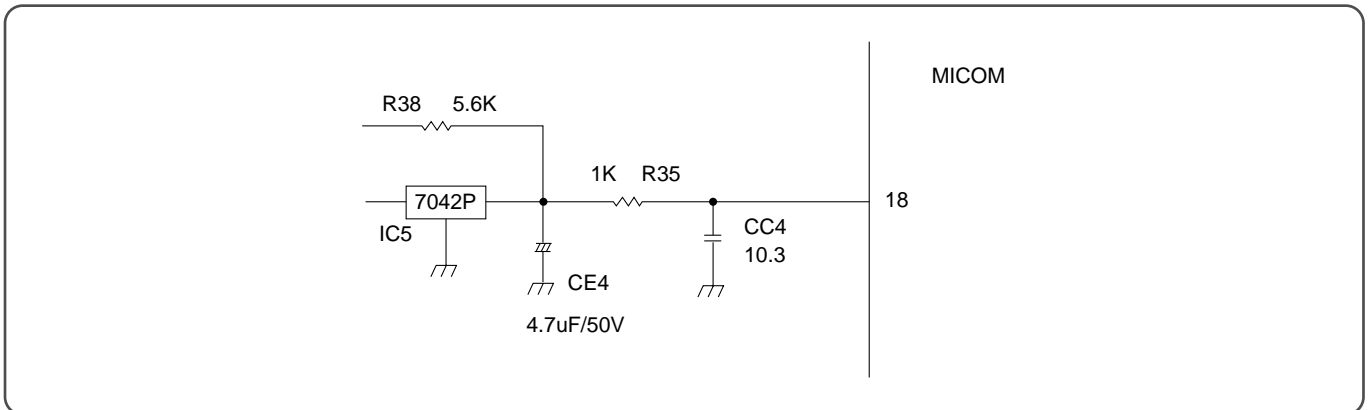 MICOM
R38 5.6K
1K R35
7042P
18
IC5
CC4
10.3
CE4
4.7uF/50V